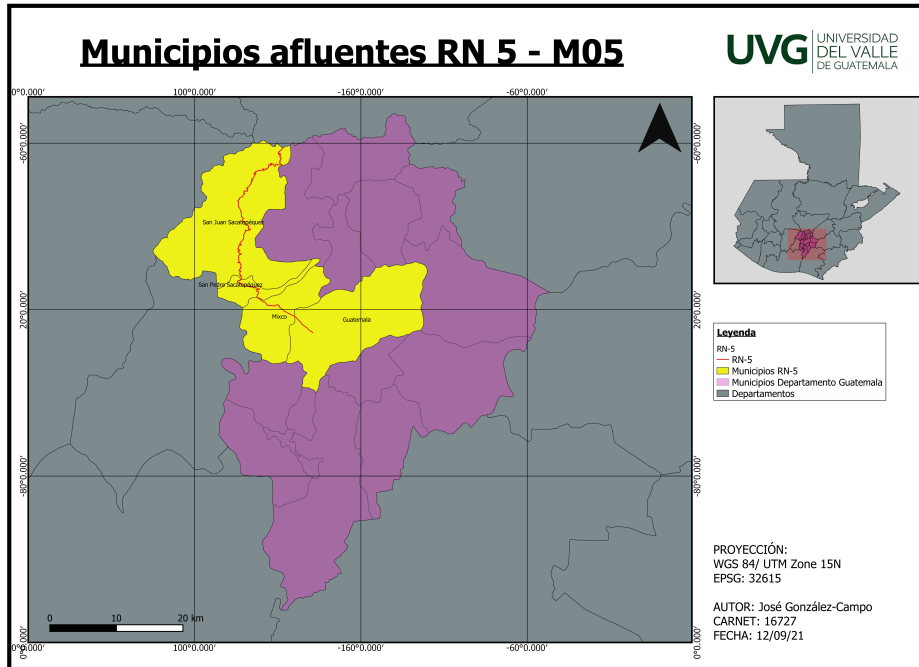 Municipios afluentes RN 5 - M05
UVG
UNIVERSIDAD
DEL VALLE
DE GUATEMALA
0°0.000'
100°0.000'
-160°0.000'
-60°0.000'
-60°0.000'
-60°0.000'
San Juan Sacatepéquez
San Pedro Sacatepéquez
20°0.000'
20°0.000'
Mixco
Guatemala
Leyenda
RN-5
RN-5
Municipios RN-5
Municipios Departamento Guatemala
Departamentos
-80°0.000'
-80°0.000'
PROYECCIÓN:
WGS 84/ UTM Zone 15N
EPSG: 32615
AUTOR: José González-Campo
CARNET: 16727
FECHA: 12/09/21
0 10 20 km
0°0.000'
0°0.000'
100°0.000'
-160°0.000'
-60°0.000'